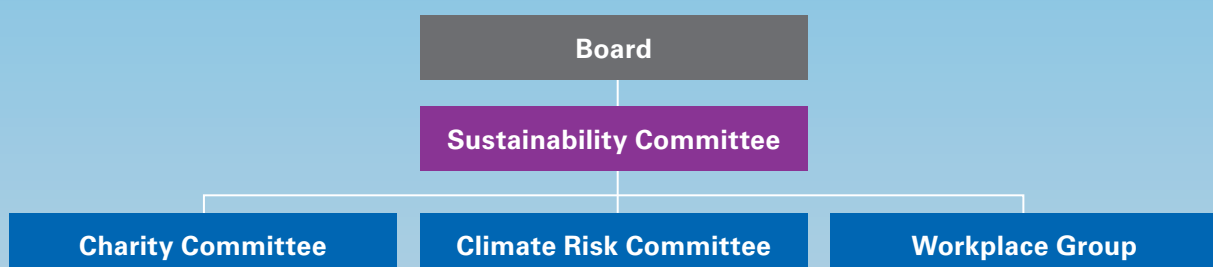 Board
Sustainability Committee
Charity Committee
Climate Risk Committee
Workplace Group